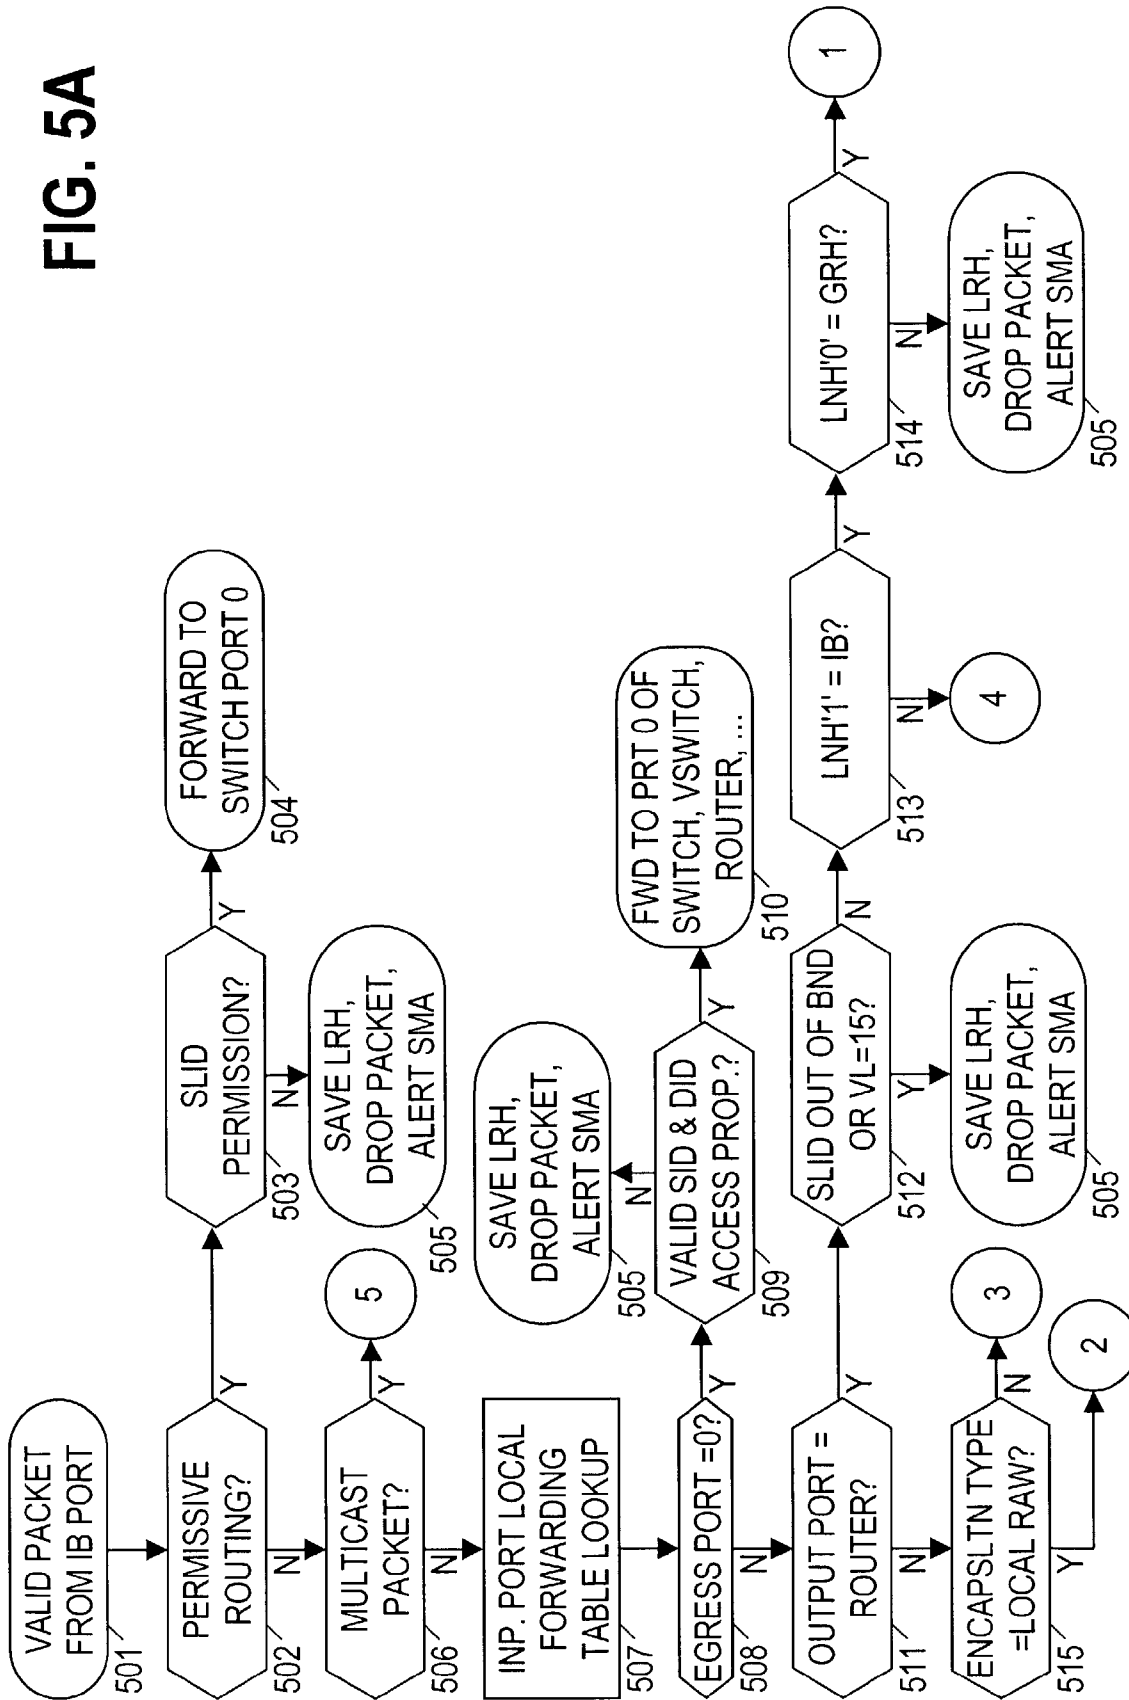 FIG. 5A
VALID PACKET
FROM IB PORT
501
PERMISSIVE
ROUTING?
502
Y
N
SLID
PERMISSION?
503
Y
N
FORWARD TO
SWITCH PORT 0
504
SAVE LRH,
DROP PACKET,
ALERT SMA
505
MULTICAST
PACKET?
506
Y
N
5
INP. PORT LOCAL
FORWARDING
TABLE LOOKUP
507
EGRESS PORT =0?
508
Y
N
SAVE LRH,
DROP PACKET,
ALERT SMA
505
N
VALID SID & DID
ACCESS PROP.?
509
Y
FWD TO PRT 0 OF
SWITCH, VSWITCH,
ROUTER, ...
510
OUTPUT PORT =
ROUTER?
511
Y
N
SLID OUT OF BND
OR VL=15?
512
N
Y
SAVE LRH,
DROP PACKET,
ALERT SMA
505
LNH'1' = IB?
513
Y
N
4
LNH'0' = GRH?
514
Y
N
1
SAVE LRH,
DROP PACKET,
ALERT SMA
505
ENCAPSLTN TYPE
=LOCAL RAW?
515
N
Y
3
2